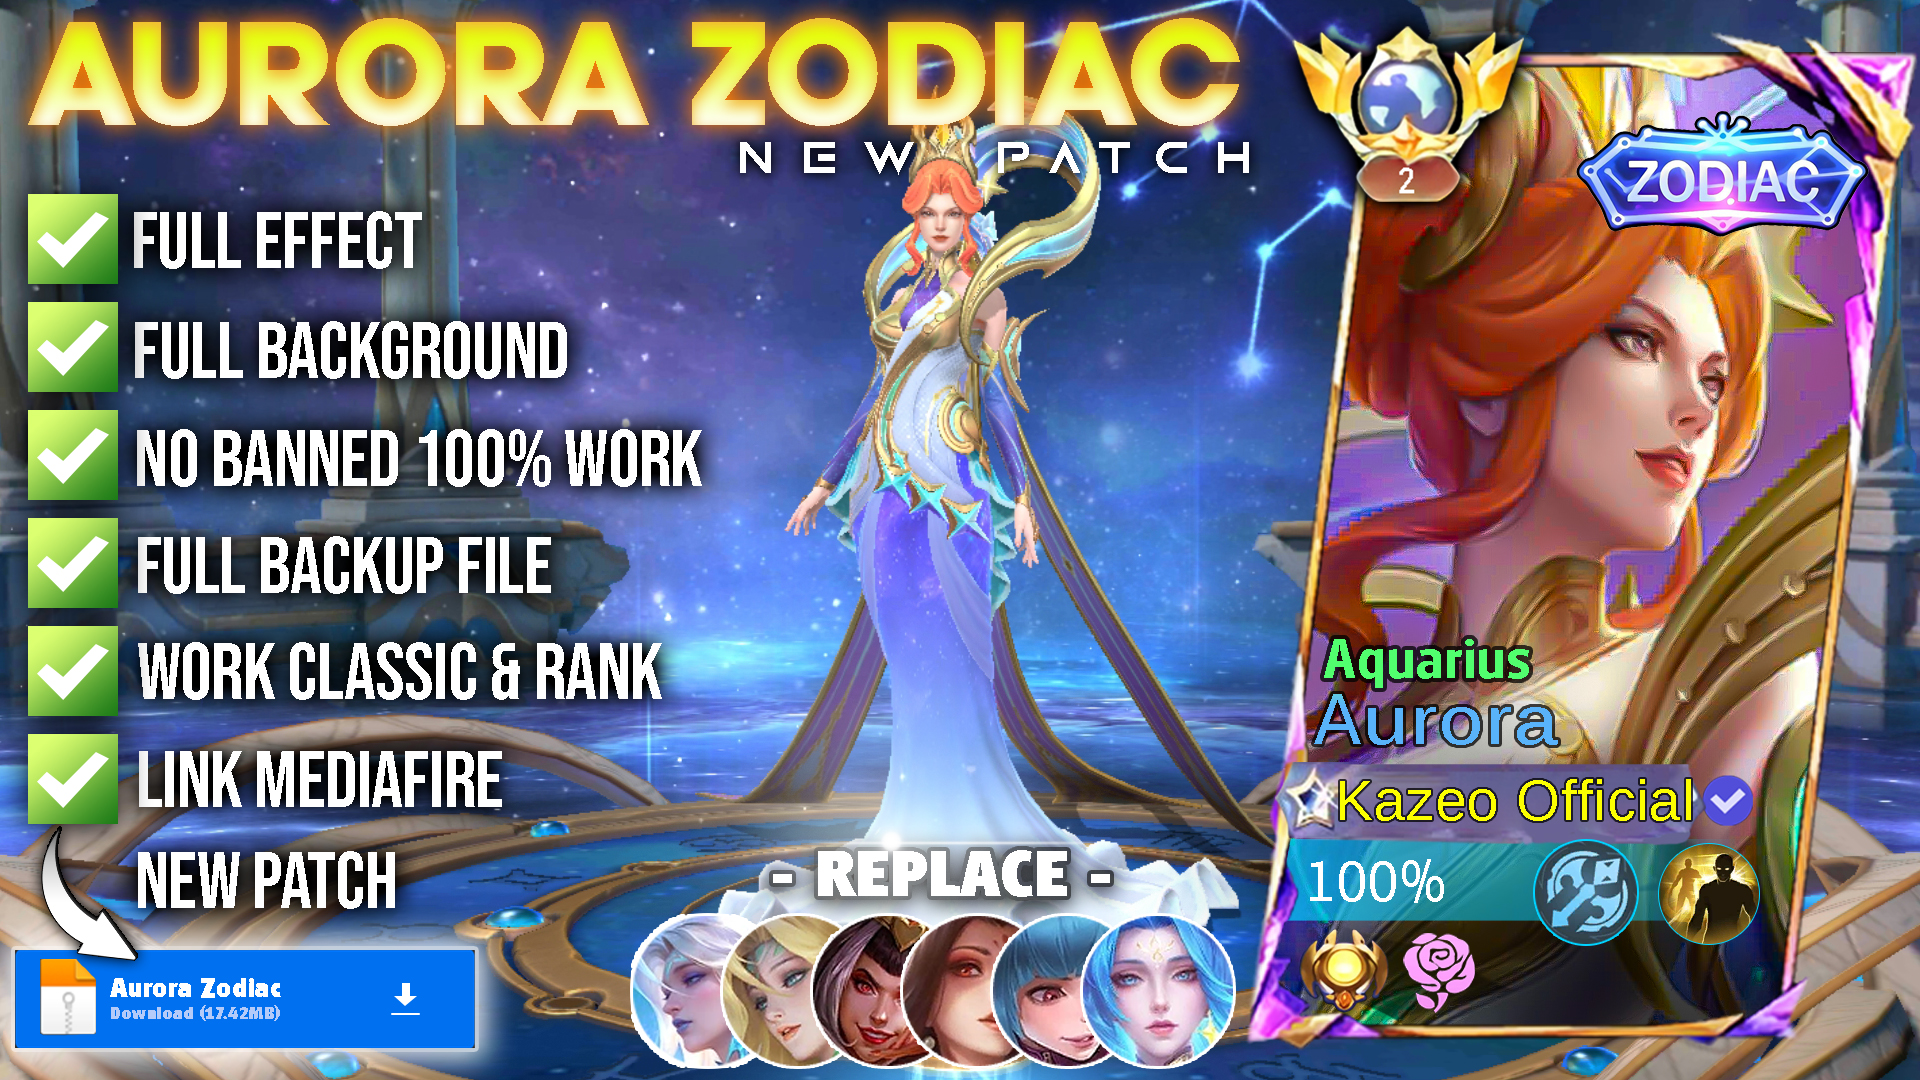 AURORA ZODIAC
NEW PATCH
FULL EFFECT
FULL BACKGROUND
NO BANNED 100% WORK
FULL BACKUP FILE
WORK CLASSIC & RANK
LINK MEDIAFIRE
NEW PATCH
Aurora Zodiac
Download (17.42MB)
- REPLACE -
2
ZODIAC
Aquarius
Aurora
Kazeo Official
100%